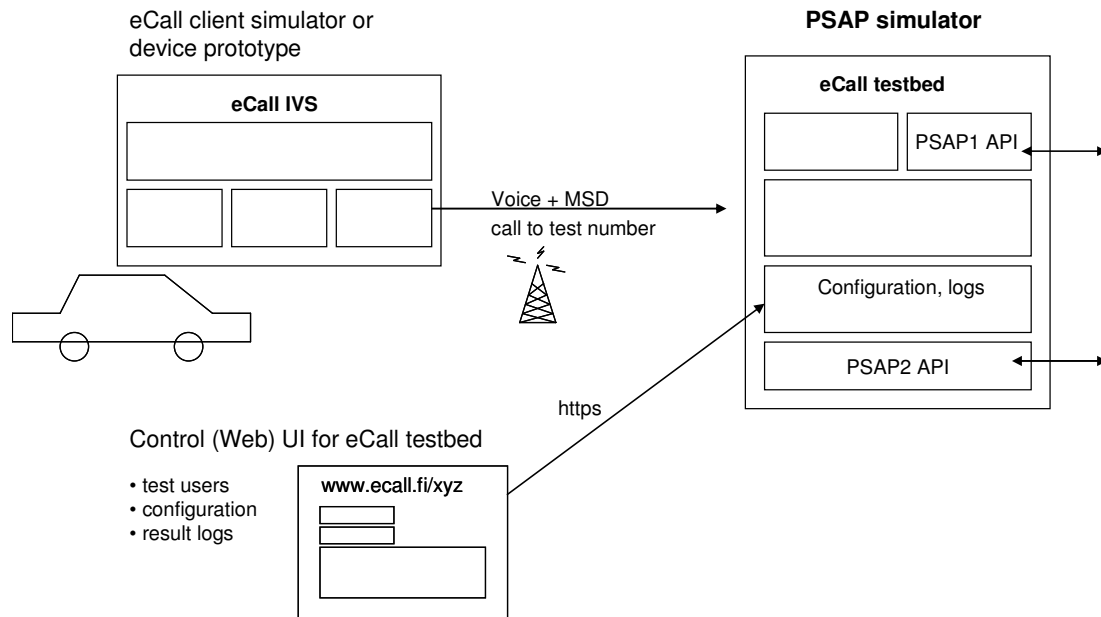 eCall client simulator or
device prototype
eCall IVS
Voice + MSD
call to test number
PSAP simulator
eCall testbed
PSAP1 API
Configuration, logs
PSAP2 API
https
Control (Web) UI for eCall testbed
• test users
• configuration
• result logs
www.ecall.fi/xyz